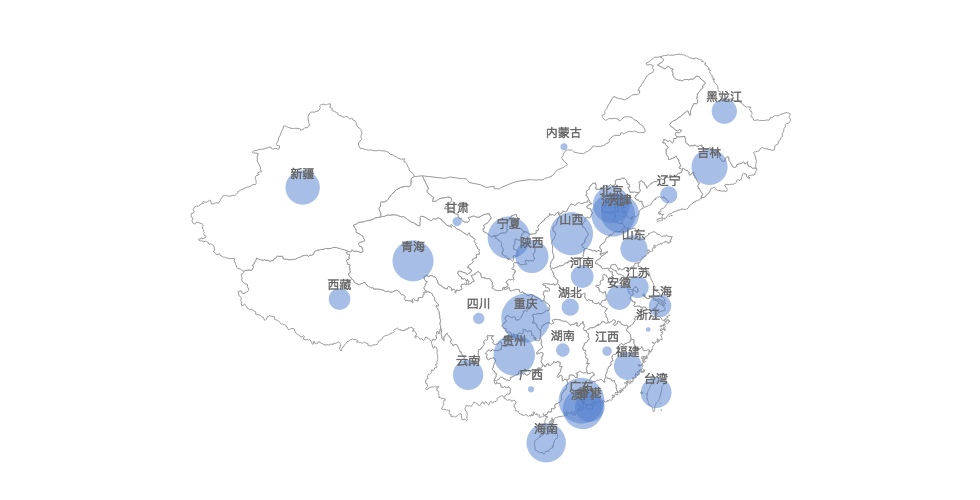 黑龙江
内蒙古
吉林
新疆
辽宁
北京
甘肃
山西
宁夏
山东
陕西
青海
河南
江苏
安徽
西藏
上海
湖北
四川
重庆
浙江
湖南
江西
贵州
福建
云南
广西
台湾
广东
海南